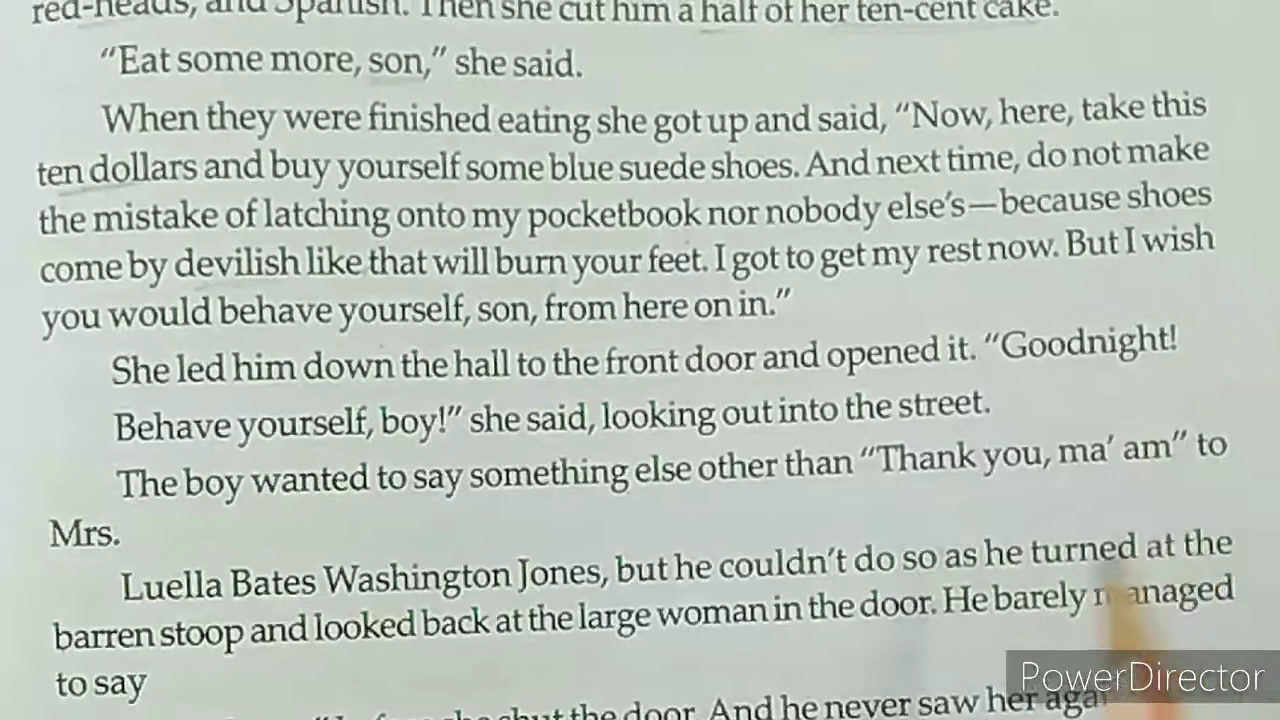 red-heads, and Spanish. Then she cut him a half of her ten-cent cake.
“Eat some more, son,” she said.
When they were finished eating she got up and said, “Now, here, take this
ten dollars and buy yourself some blue suede shoes. And next time, do not make
the mistake of latching onto my pocketbook nor nobody else’s—because shoes
come by devilish like that will burn your feet. I got to get my rest now. But I wish
you would behave yourself, son, from here on in.”
She led him down the hall to the front door and opened it. “Goodnight!
Behave yourself, boy!” she said, looking out into the street.
The boy wanted to say something else other than “Thank you, ma’ am” to
Mrs.
Luella Bates Washington Jones, but he couldn’t do so as he turned at the
barren stoop and looked back at the large woman in the door. He barely managed
to say
she shut the door. And he never saw her
PowerDirector